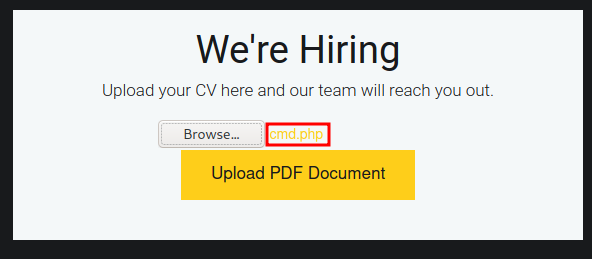 We're Hiring
Upload your CV here and our team will reach you out.
Browse... cmd.php
Upload PDF Document